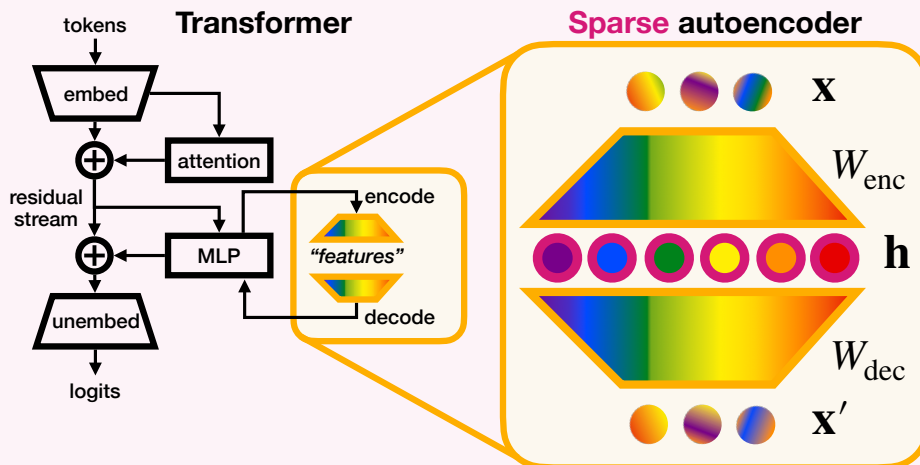 Transformer
tokens
embed
attention
residual
stream
MLP
unembed
logits
encode
“features”
decode
Sparse autoencoder
x
W_enc
h
W_dec
x′